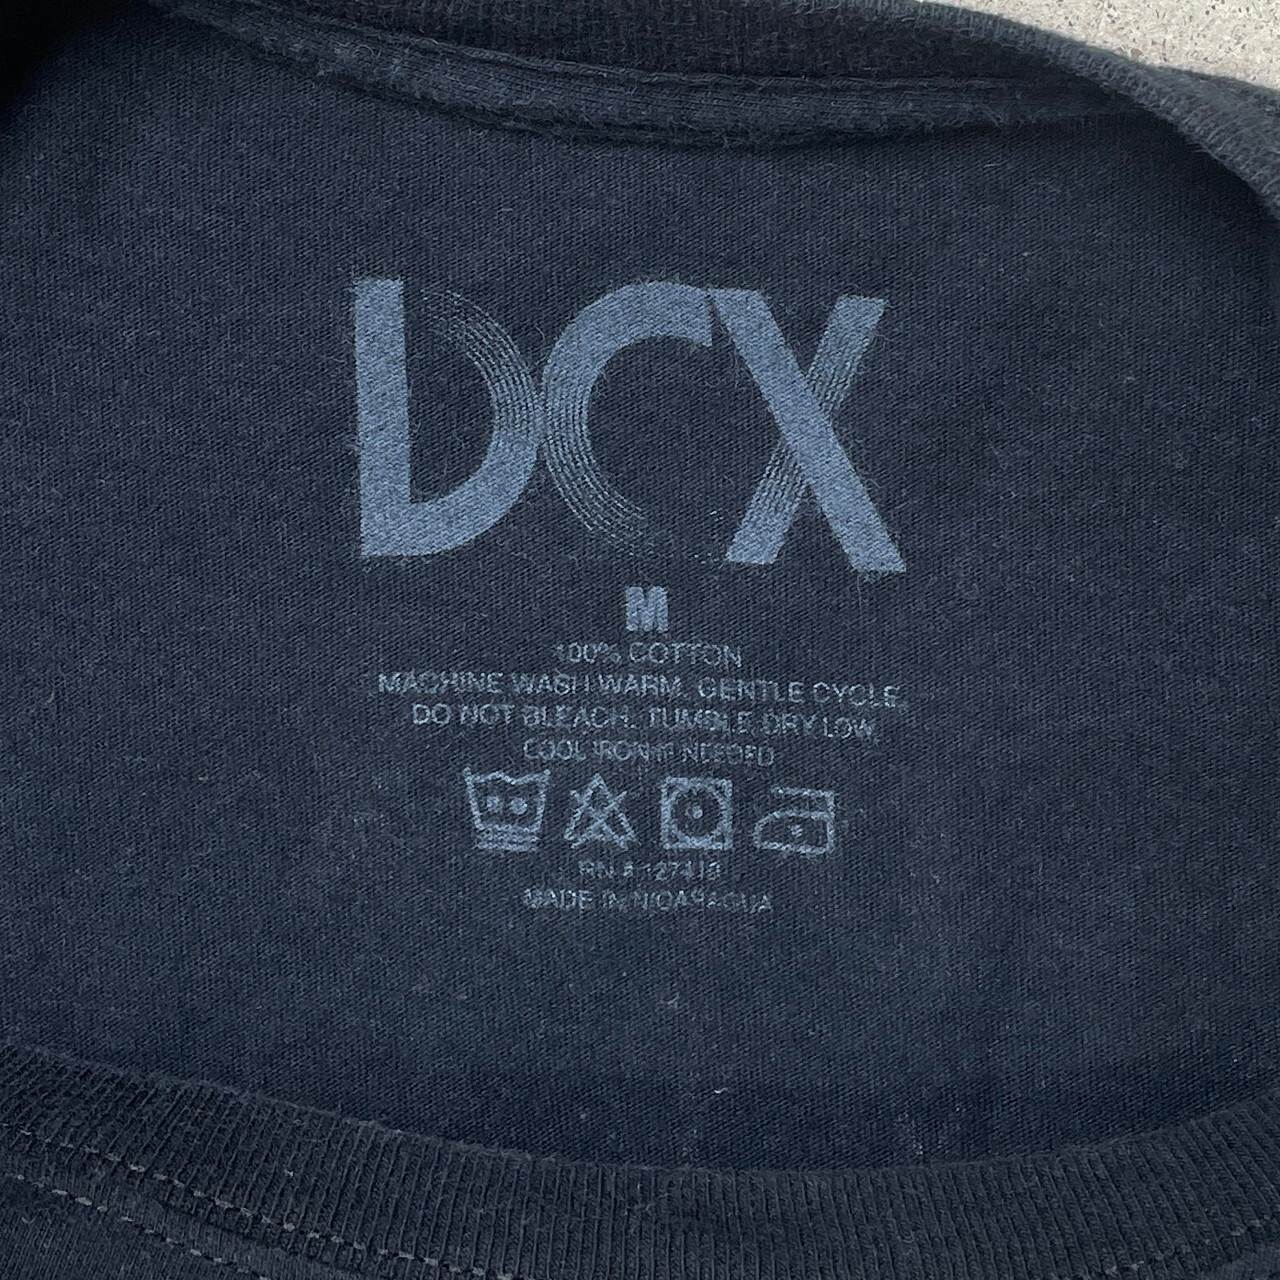 DCX
M
100% COTTON
MACHINE WASH WARM. GENTLE CYCLE.
DO NOT BLEACH. TUMBLE DRY LOW.
COOL IRON IF NEEDED
RN #
MADE IN NICARAGUA